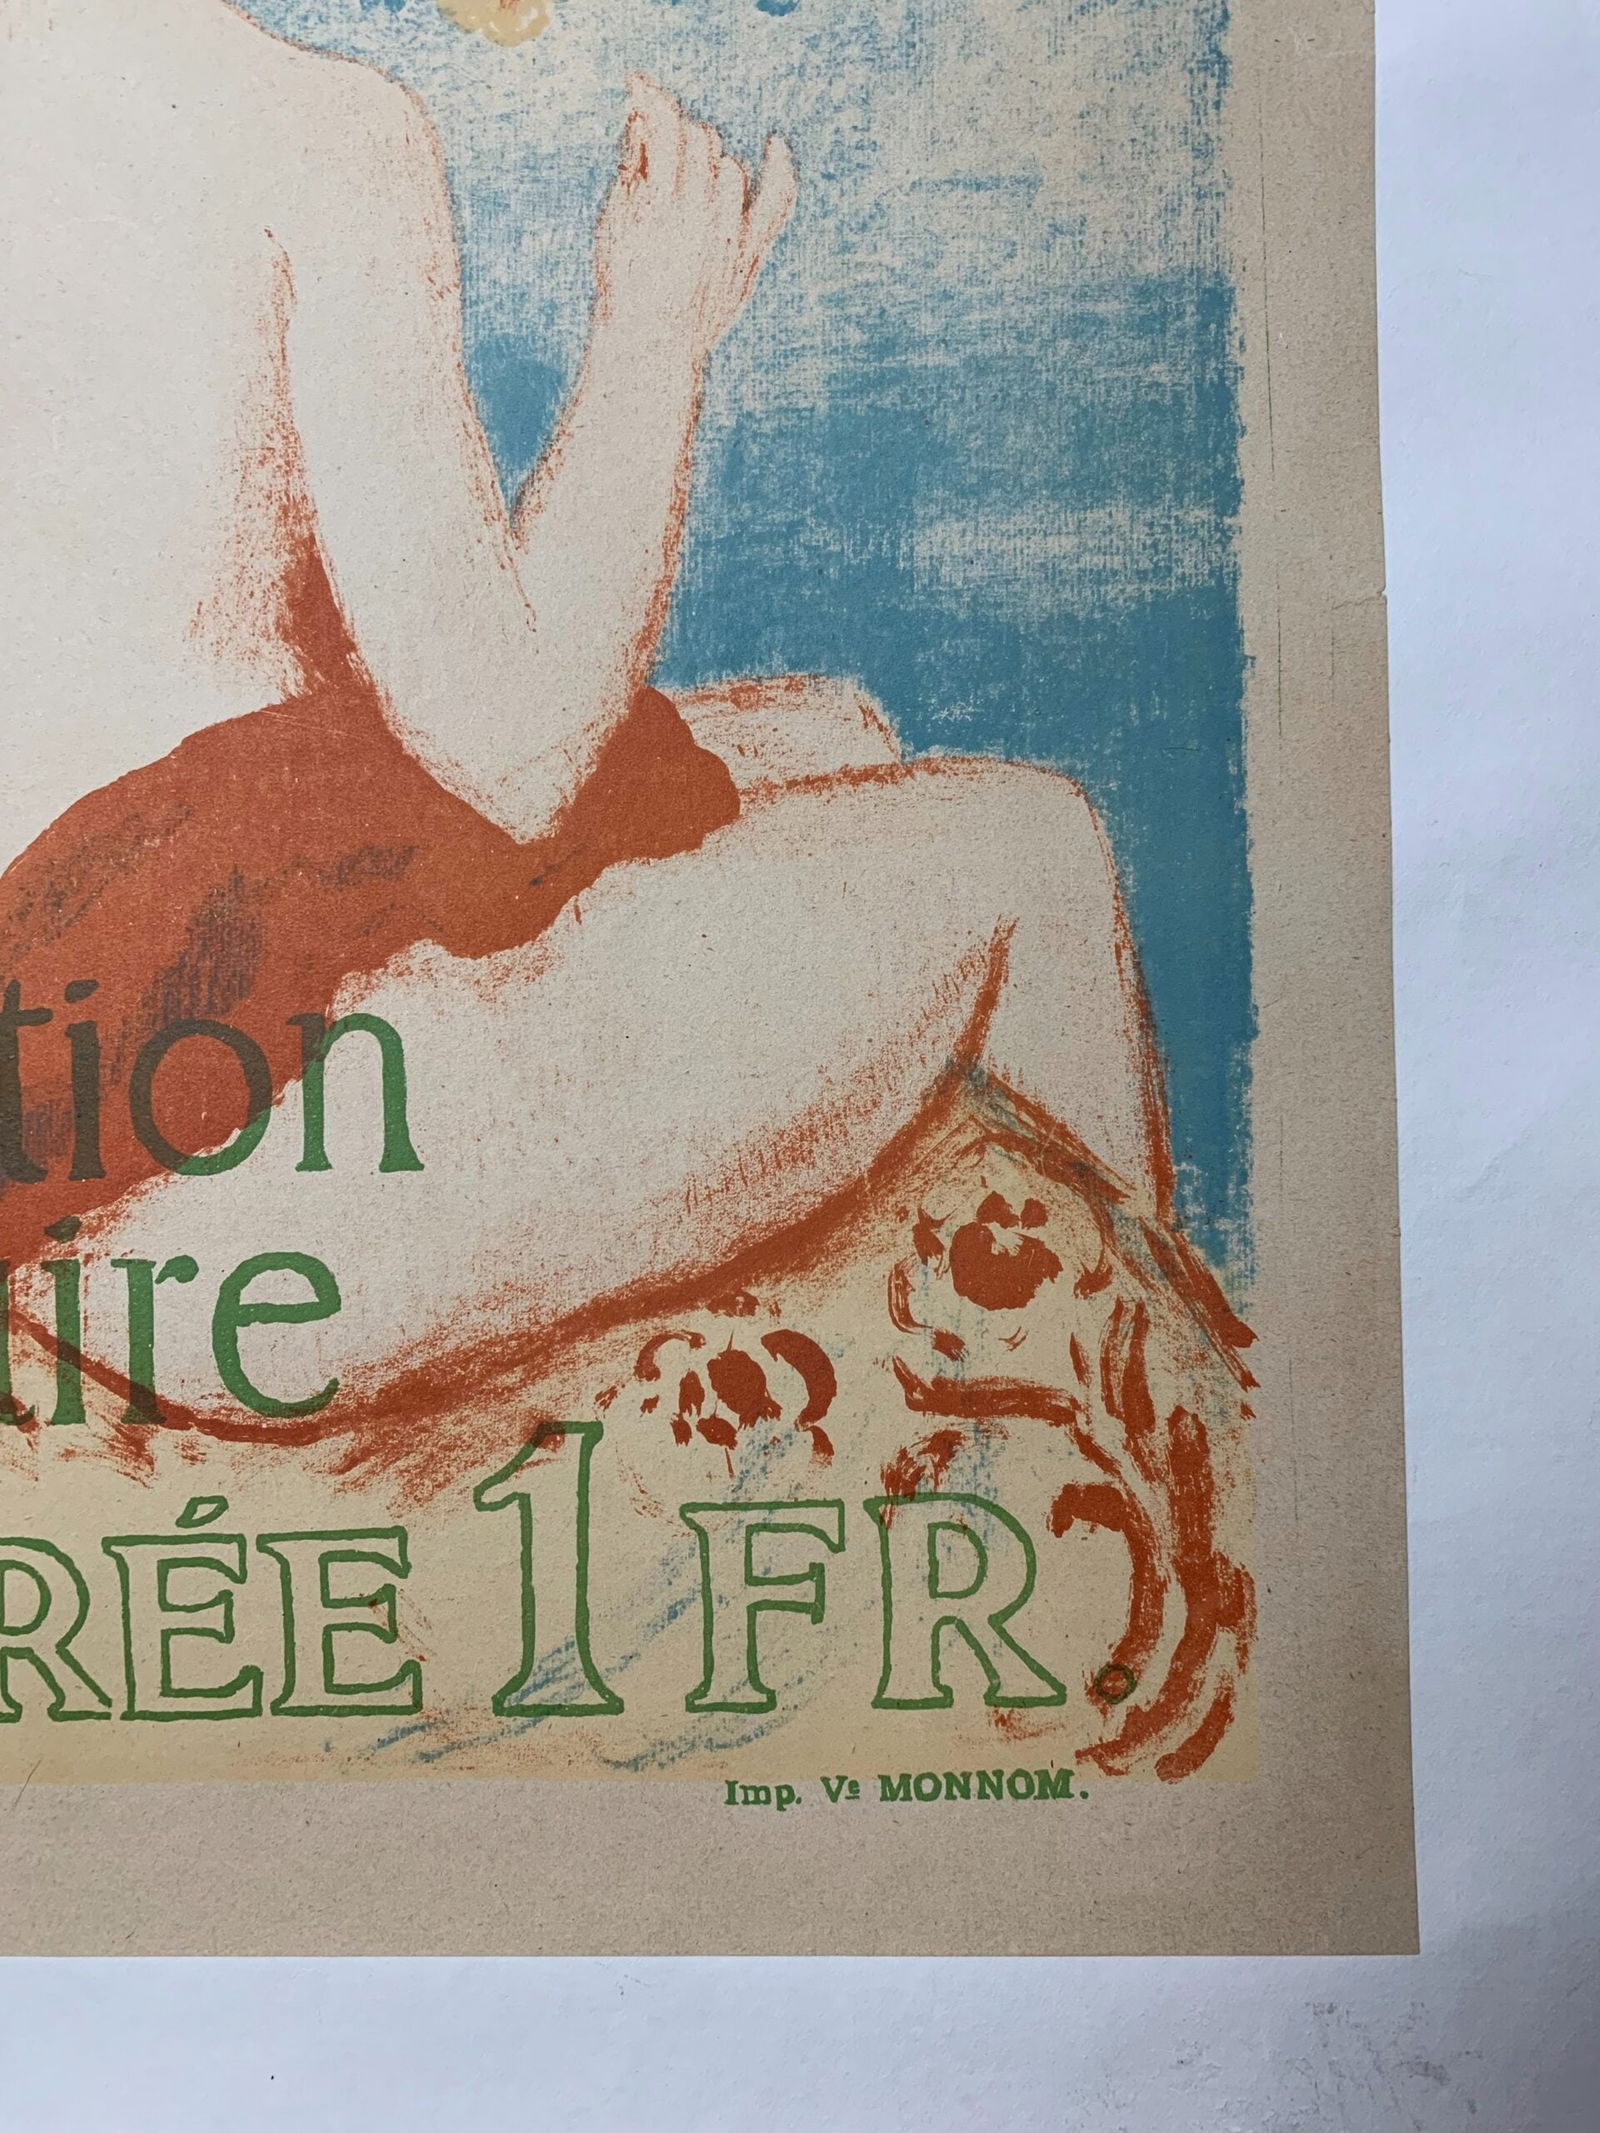 tion
ire
RÉE 1 FR.
Imp. Ve MONNOM.